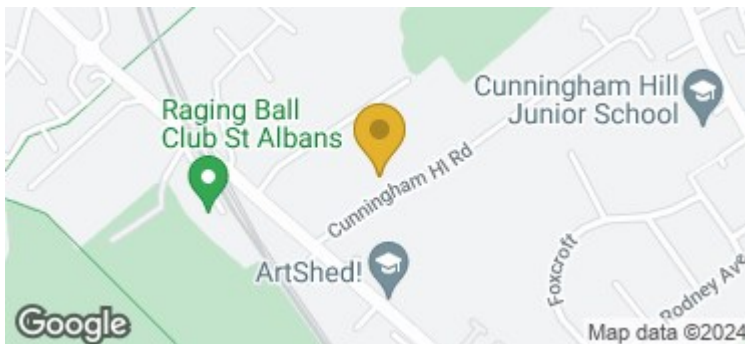 Cunningham Hill
Junior School
Raging Ball
Club St Albans
Cunningham Hl Rd
ArtShed!
Foxcroft
Rodney Ave
Google
Map data ©2024